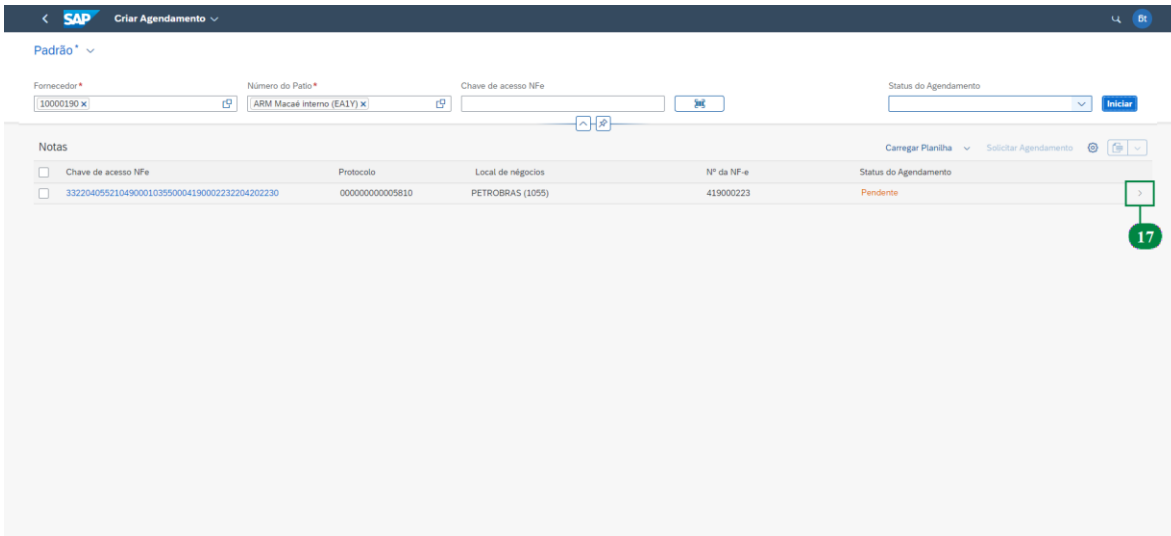 SAP Criar Agendamento
Bt
Padrão *
Fornecedor * Número do Patio * Chave de acesso NFe Status do Agendamento
10000190 ARM Macaé interno (EA1Y) Iniciar
Notas Carregar Planilha Solicitar Agendamento
Chave de acesso NFe Protocolo Local de négocios Nº da NF-e Status do Agendamento
33220405521049000103550004190002232204202230 000000000005810 PETROBRAS (1055) 419000223 Pendente
17